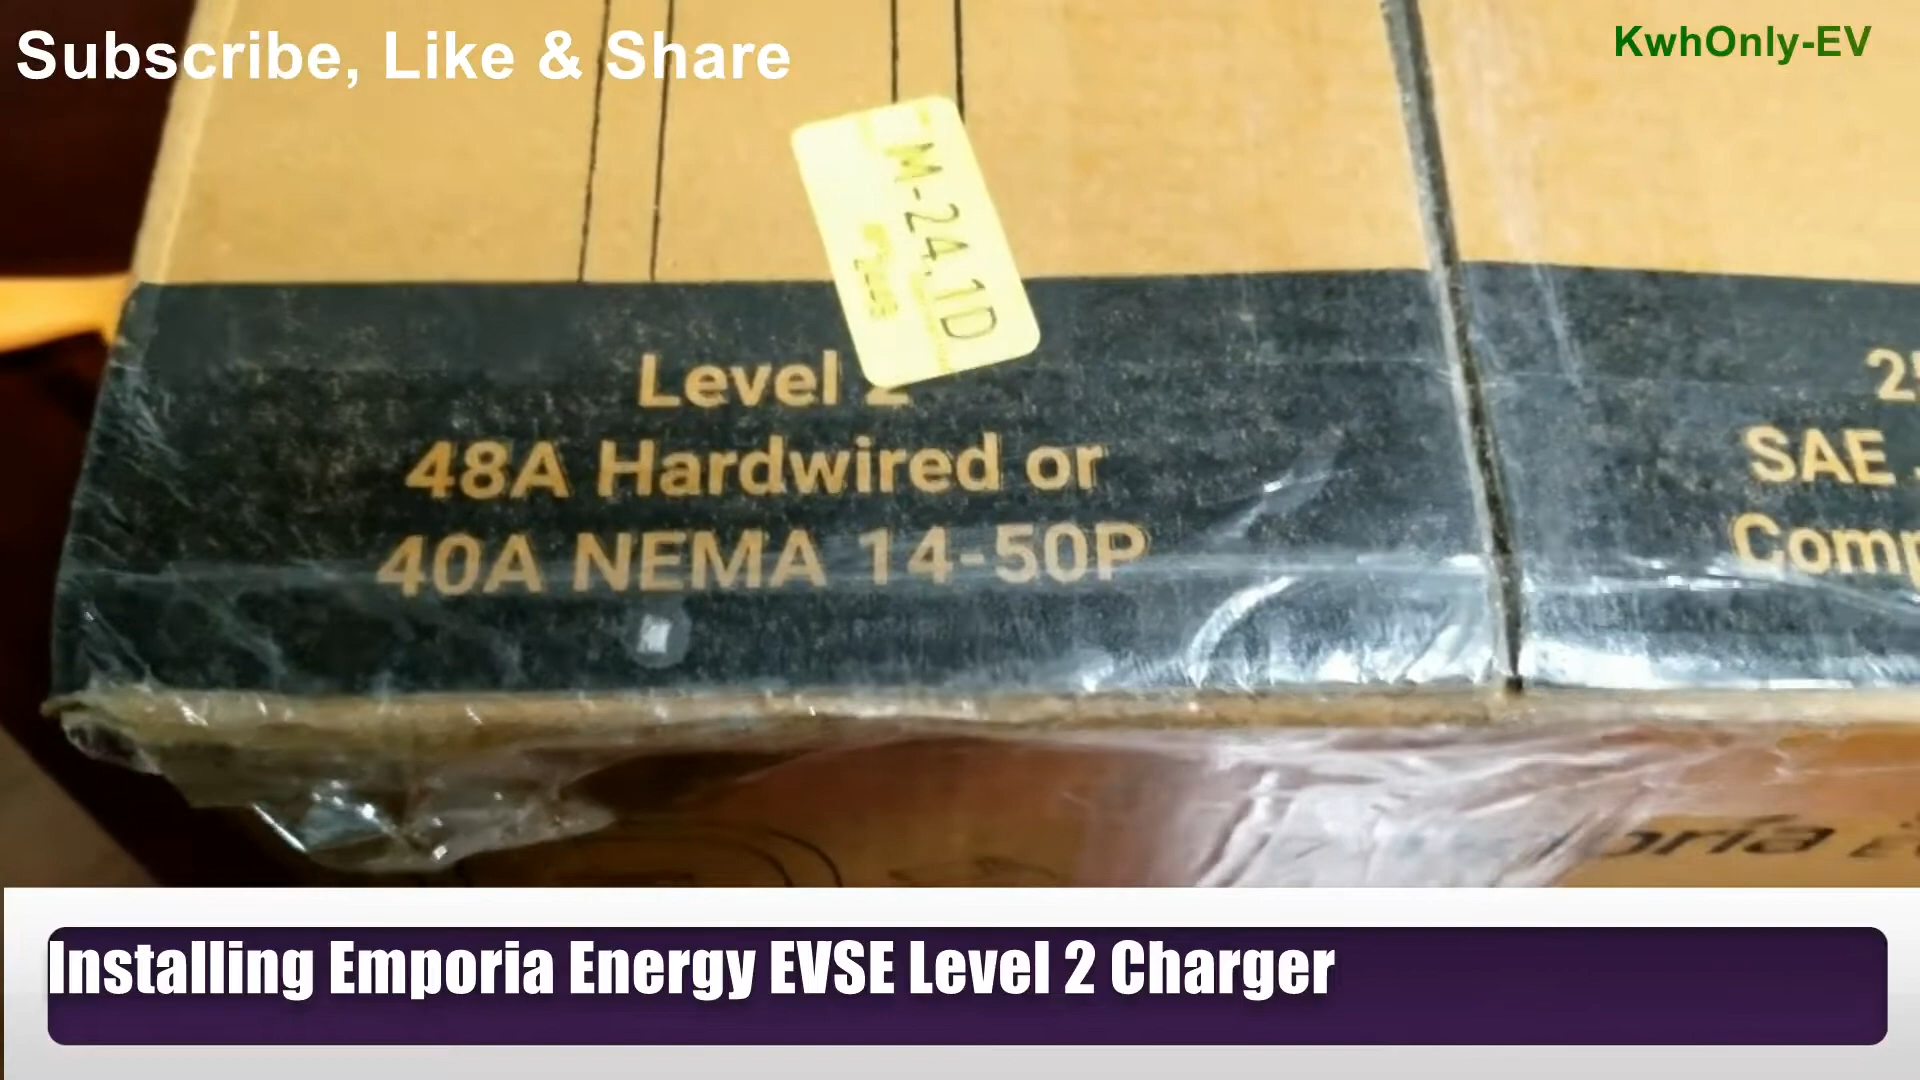 Subscribe, Like & Share
KwhOnly-EV
M-24.1D
Level 2
48A Hardwired or
40A NEMA 14-50P
SAE
Installing Emporia Energy EVSE Level 2 Charger